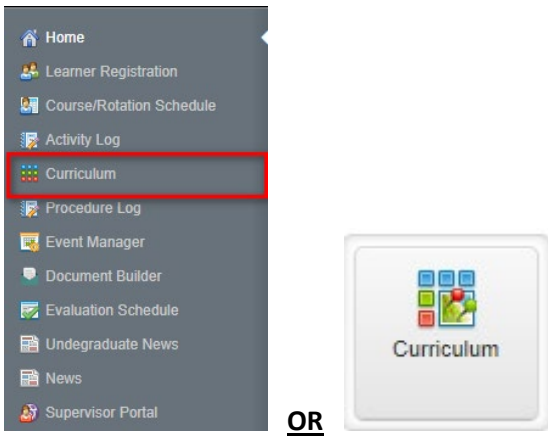 Home
Learner Registration
Course/Rotation Schedule
Activity Log
Curriculum
Procedure Log
Event Manager
Document Builder
Evaluation Schedule
Undegraduate News
News
Supervisor Portal
OR
Curriculum